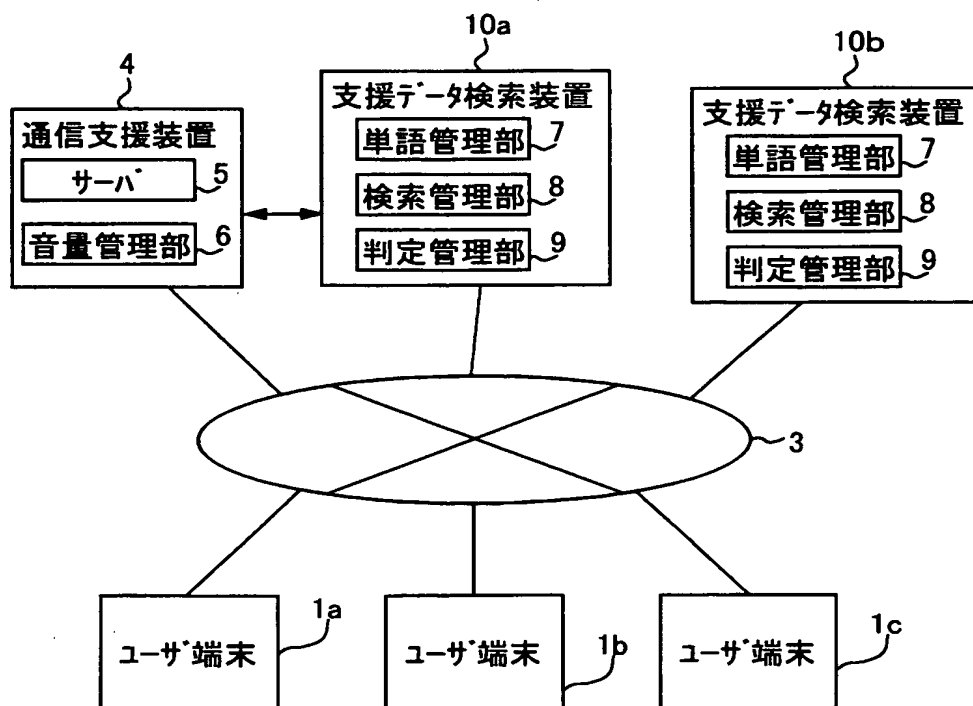 10a
10b
4
支援データ検索装置
支援データ検索装置
通信支援装置
単語管理部
7
単語管理部
7
サーバ
5
検索管理部
8
検索管理部
8
音量管理部
6
判定管理部
9
判定管理部
9
3
1a
1b
1c
ユーザ端末
ユーザ端末
ユーザ端末